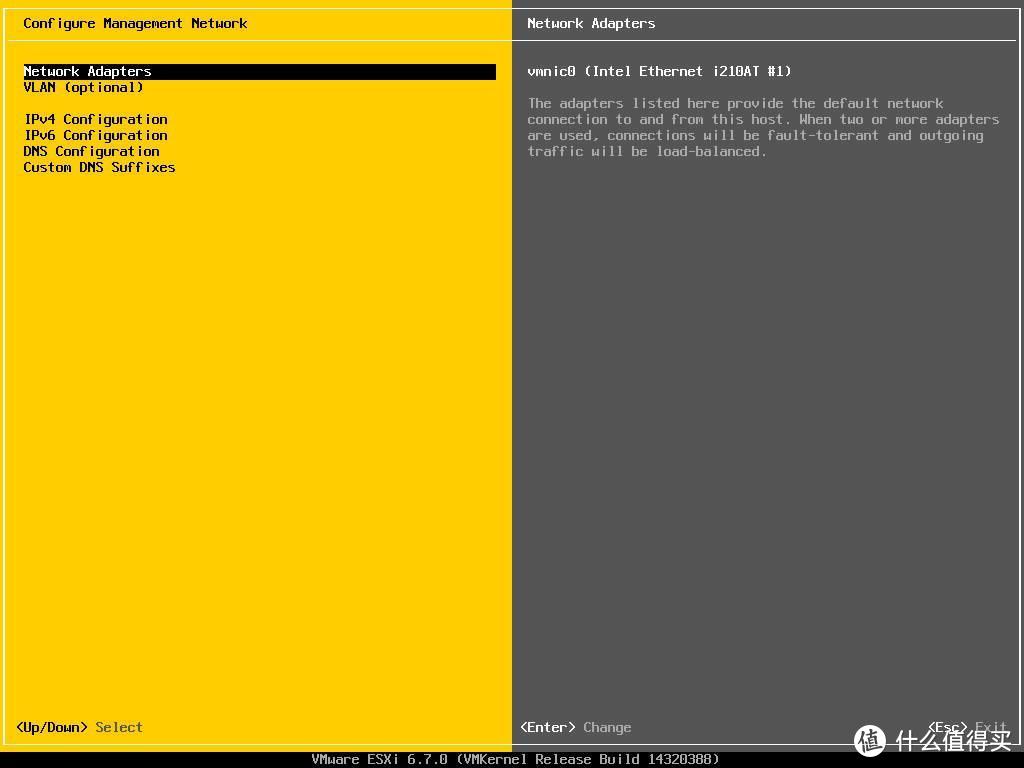 Configure Management Network
Network Adapters
Network Adapters
VLAN (optional)
IPv4 Configuration
IPv6 Configuration
DNS Configuration
Custom DNS Suffixes
vmnic0 (Intel Ethernet i210AT #1)
The adapters listed here provide the default network
connection to and from this host. When two or more adapters
are used, connections will be fault-tolerant and outgoing
traffic will be load-balanced.
<Up/Down> Select
<Enter> Change
<Esc> Exit
值 什么值得买
VMware ESXi 6.7.0 (VMKernel Release Build 14320388)